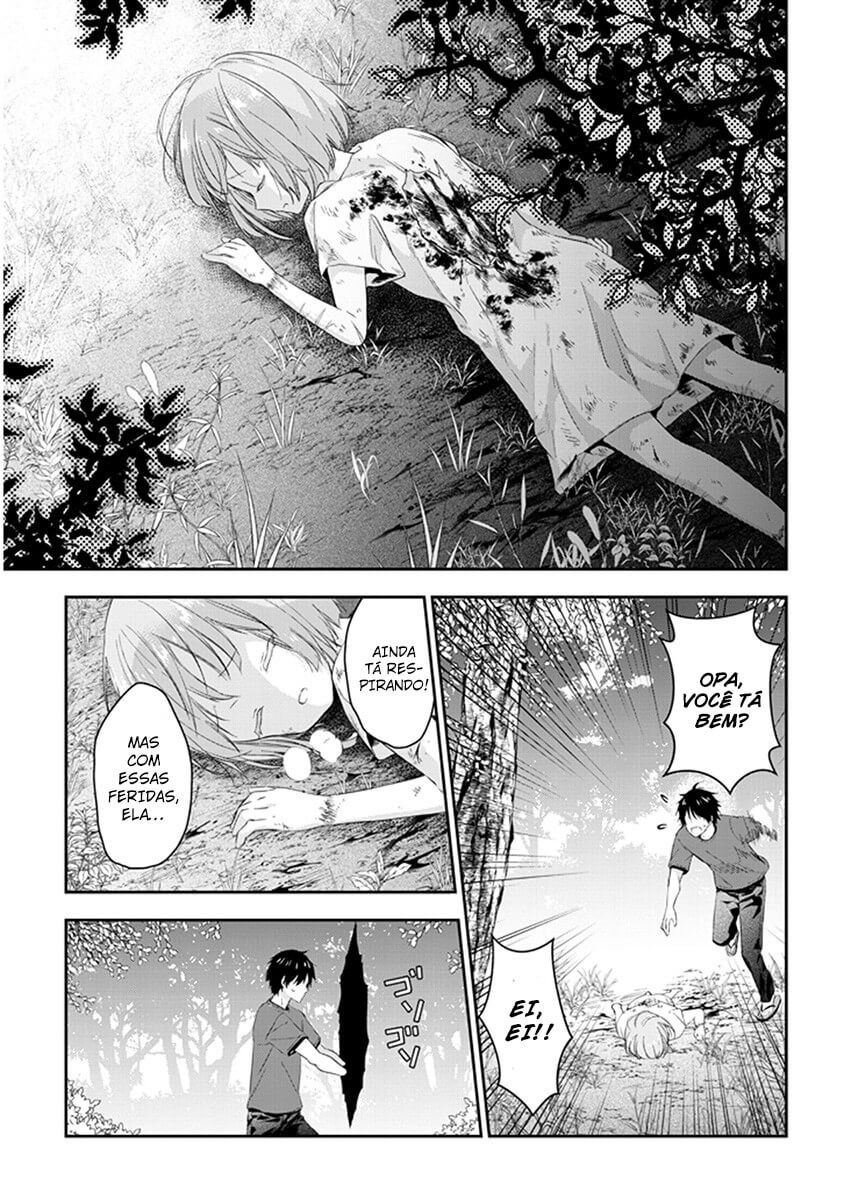 OPA,
VOCÊ TÁ
BEM?
EI,
EI!!
AINDA
TÁ RES-
PIRANDO!
MAS
COM
ESSAS
FERIDAS,
ELA...
ゴソゴソ